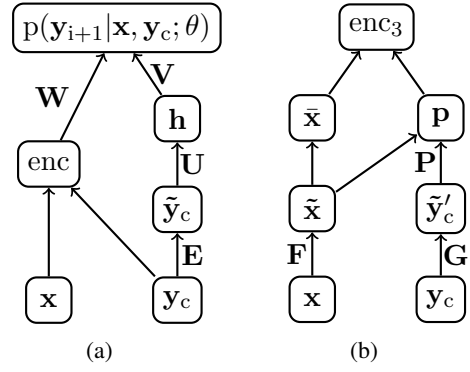 p(y_{i+1}|x, y_c; θ)
W
V
h
enc
U
ỹ_c
E
x
y_c
(a)
enc_3
x̄
p
P
x̃
ỹ′_c
F
G
x
y_c
(b)